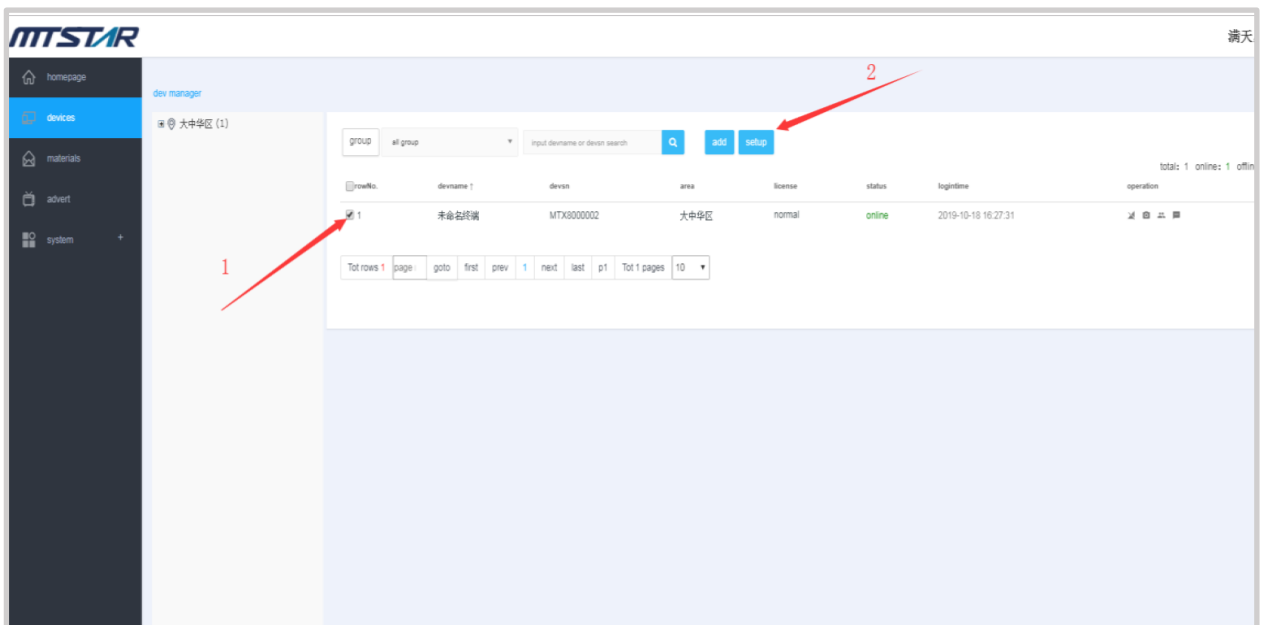 MTSTAR
满天
homepage
devices
materials
advert
system +
dev manager
大中华区 (1)
2
1
group all group input devname or devsn search add setup
total: 1 online: 1 offlin
rowNo. devname↑ devsn area license status logintime operation
1 未命名终端 MTX8000002 大中华区 normal online 2019-10-18 16:27:31
Tot rows 1 page: goto first prev 1 next last p1 Tot 1 pages 10